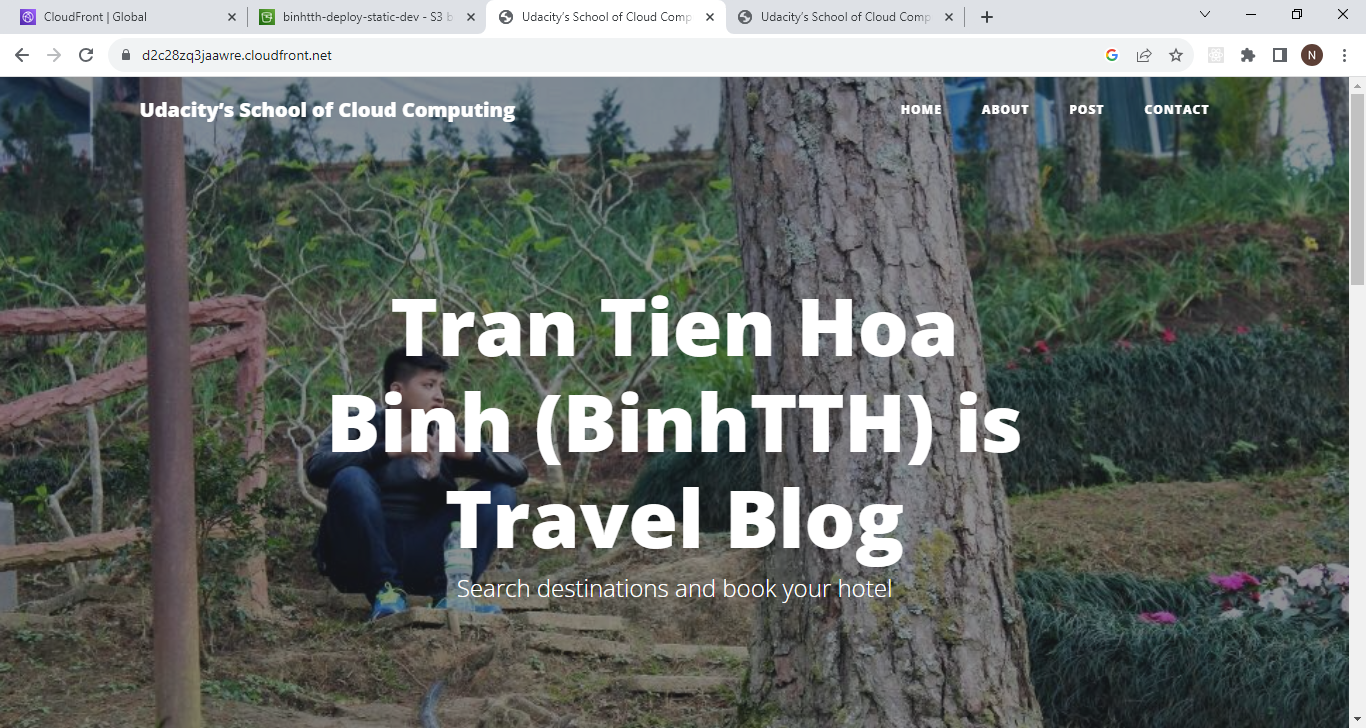 CloudFront | Global
binhtth-deploy-static-dev - S3 b
Udacity’s School of Cloud Comp
Udacity’s School of Cloud Comp
d2c28zq3jaawre.cloudfront.net
N
Udacity’s School of Cloud Computing
HOME
ABOUT
POST
CONTACT
Tran Tien Hoa
Binh (BinhTTH) is
Travel Blog
Search destinations and book your hotel